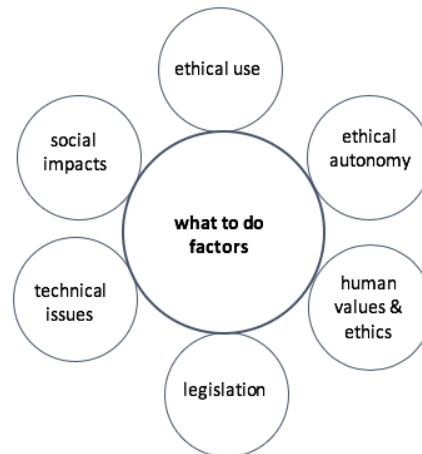 ethical use
social
impacts
ethical
autonomy
what to do
factors
technical
issues
human
values &
ethics
legislation